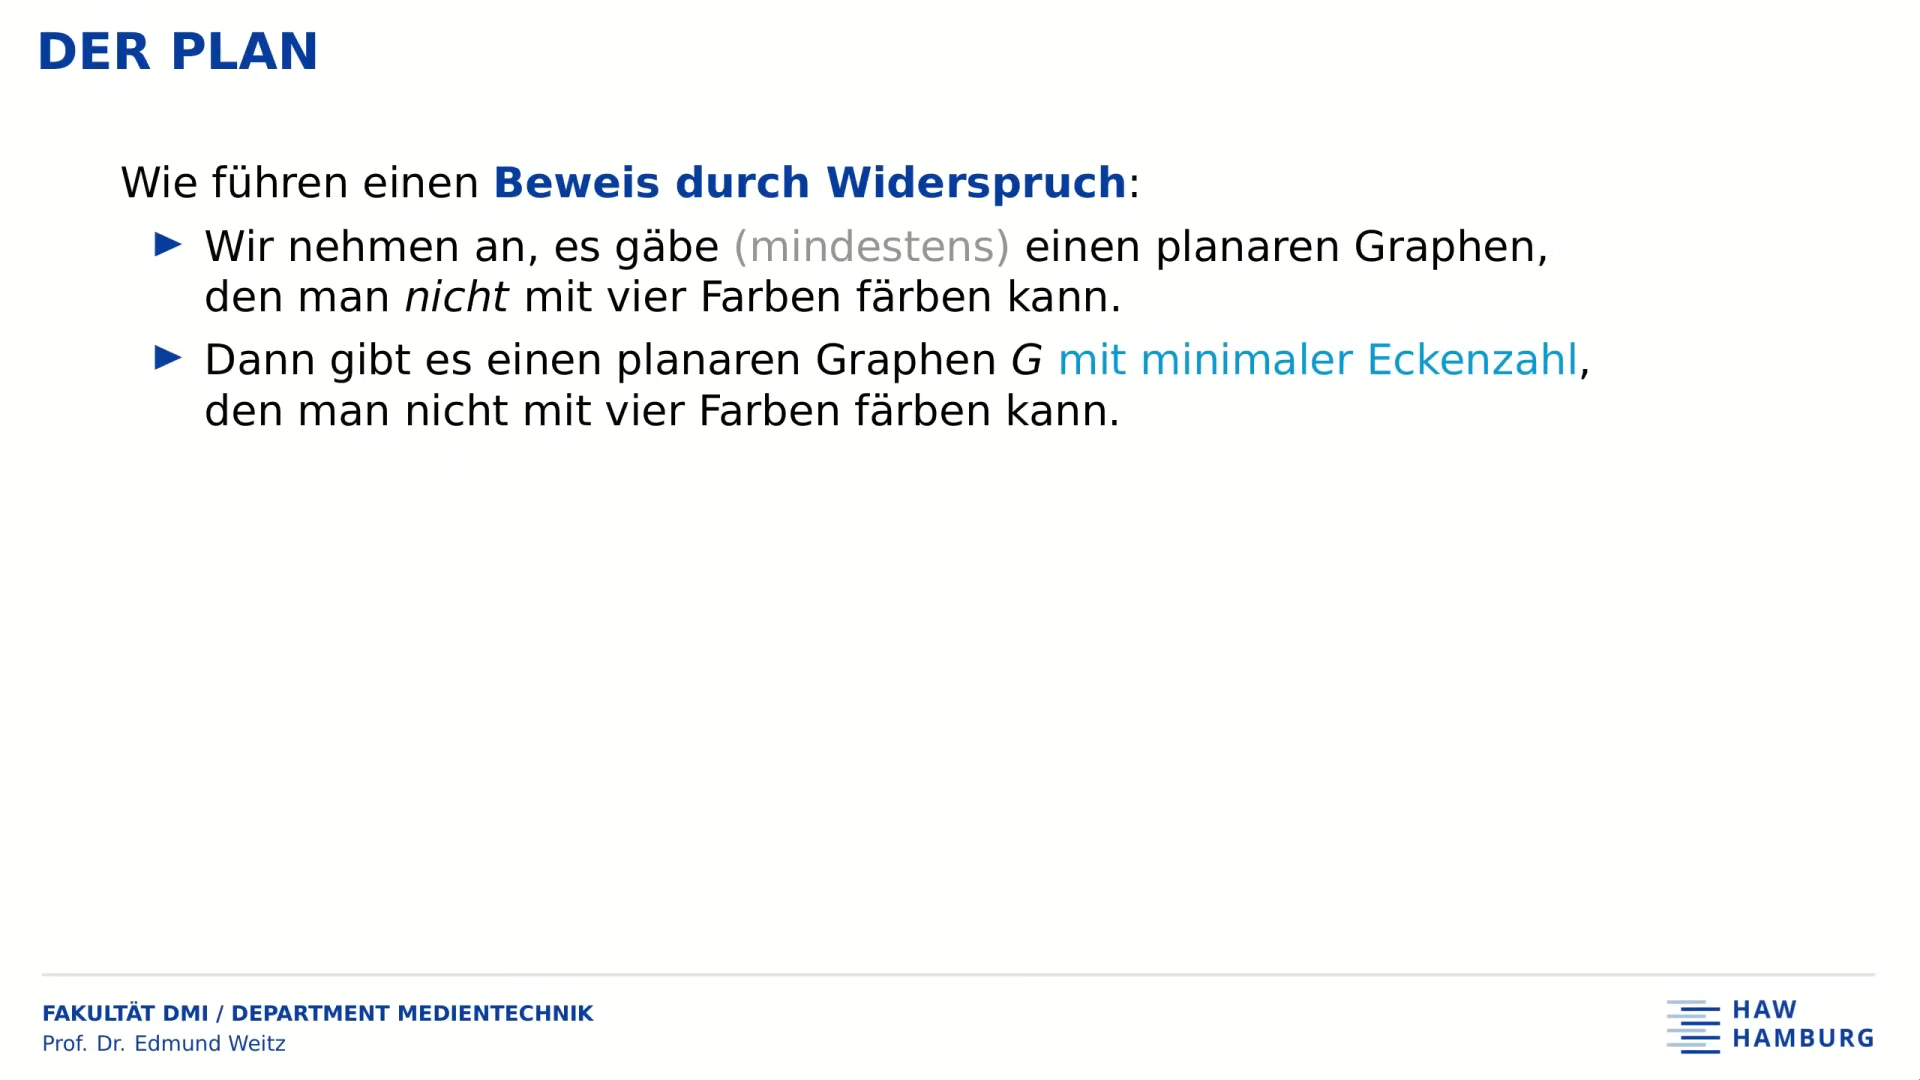 DER PLAN
Wie führen einen Beweis durch Widerspruch:
► Wir nehmen an, es gäbe (mindestens) einen planaren Graphen,
den man nicht mit vier Farben färben kann.
► Dann gibt es einen planaren Graphen G mit minimaler Eckenzahl,
den man nicht mit vier Farben färben kann.
FAKULTÄT DMI / DEPARTMENT MEDIENTECHNIK
Prof. Dr. Edmund Weitz
HAW
HAMBURG